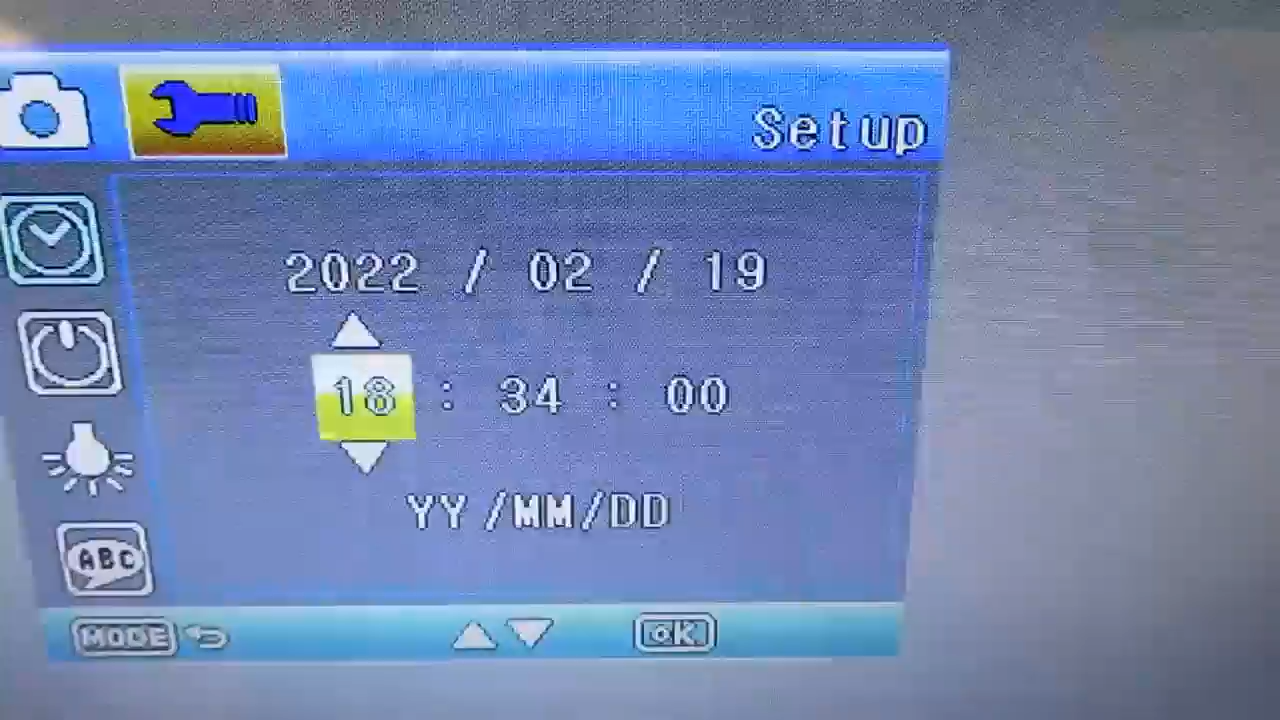 Setup
2022 / 02 / 19
18 : 34 : 00
YY/MM/DD
ABC
MODE OK